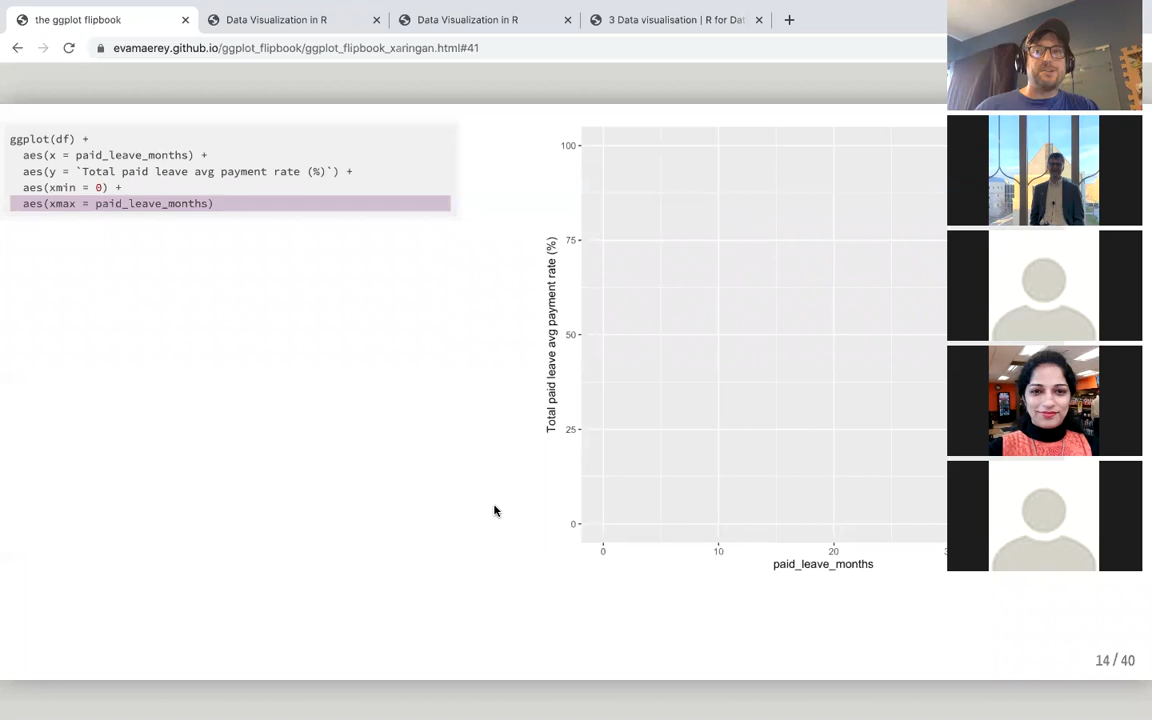 the ggplot flipbook
Data Visualization in R
Data Visualization in R
3 Data visualisation | R for Dat
evamaerey.github.io/ggplot_flipbook/ggplot_flipbook_xaringan.html#41
ggplot(df) +
aes(x = paid_leave_months) +
aes(y = `Total paid leave avg payment rate (%)`) +
aes(xmin = 0) +
aes(xmax = paid_leave_months)
Total paid leave avg payment rate (%)
100
75
50
25
0
0
10
20
paid_leave_months
14 / 40